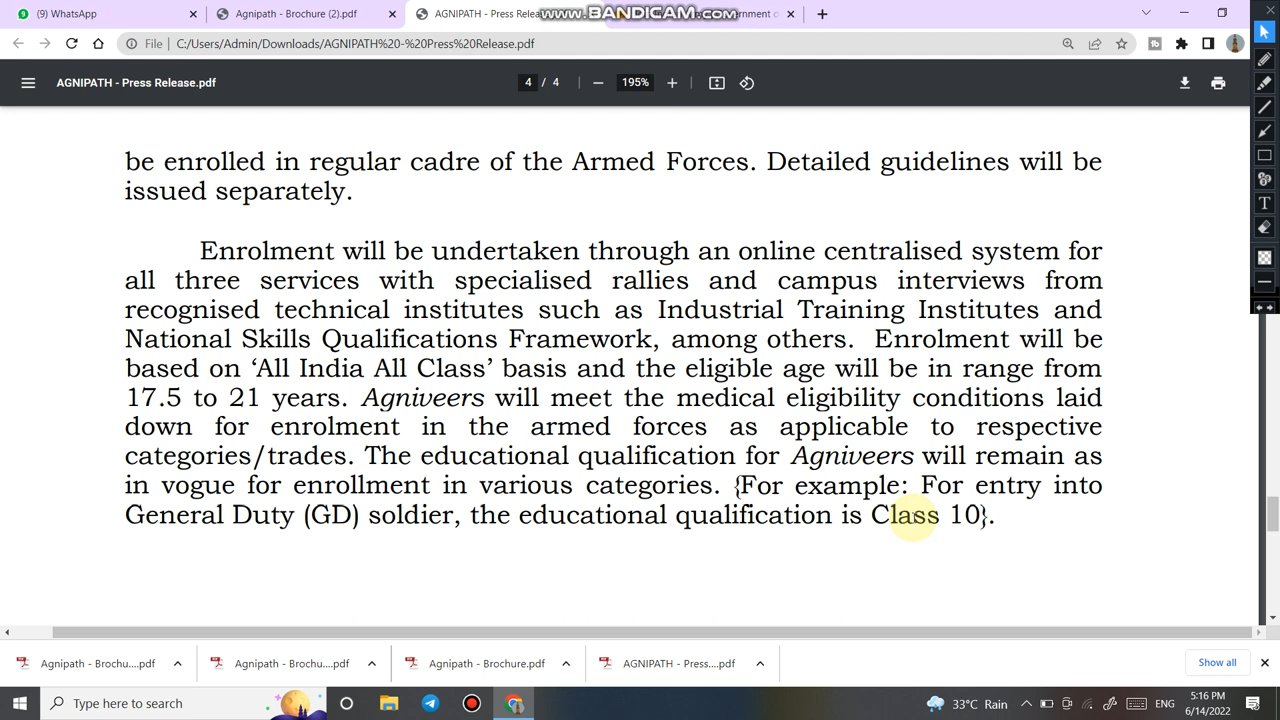 (9) WhatsApp
Agnipath - Brochure (2).pdf
AGNIPATH - Press Rele
www.BANDICAM.com
File
C:/Users/Admin/Downloads/AGNIPATH%20-%20Press%20Release.pdf
AGNIPATH - Press Release.pdf
4 / 4
195%
be enrolled in regular cadre of the Armed Forces. Detailed guidelines will be
issued separately.
Enrolment will be undertaken through an online centralised system for
all three services with specialised rallies and campus interviews from
recognised technical institutes such as Industrial Training Institutes and
National Skills Qualifications Framework, among others. Enrolment will be
based on ‘All India All Class’ basis and the eligible age will be in range from
17.5 to 21 years. Agniveers will meet the medical eligibility conditions laid
down for enrolment in the armed forces as applicable to respective
categories/trades. The educational qualification for Agniveers will remain as
in vogue for enrollment in various categories. {For example: For entry into
General Duty (GD) soldier, the educational qualification is Class 10}.
Agnipath - Brochu....pdf
Agnipath - Brochu....pdf
Agnipath - Brochure.pdf
AGNIPATH - Press....pdf
Show all
Type here to search
33°C Rain
ENG
5:16 PM
6/14/2022